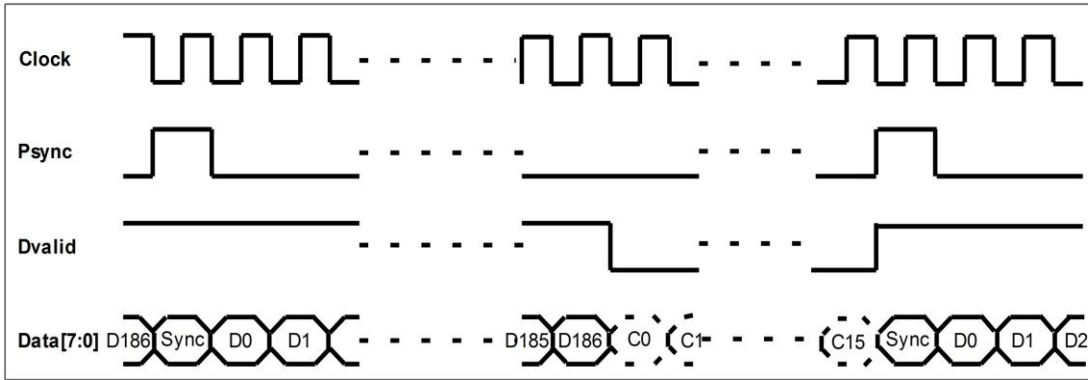 Clock
Psync
Dvalid
Data[7:0] D186 Sync D0 D1 D185 D186 C0 C1 C15 Sync D0 D1 D2